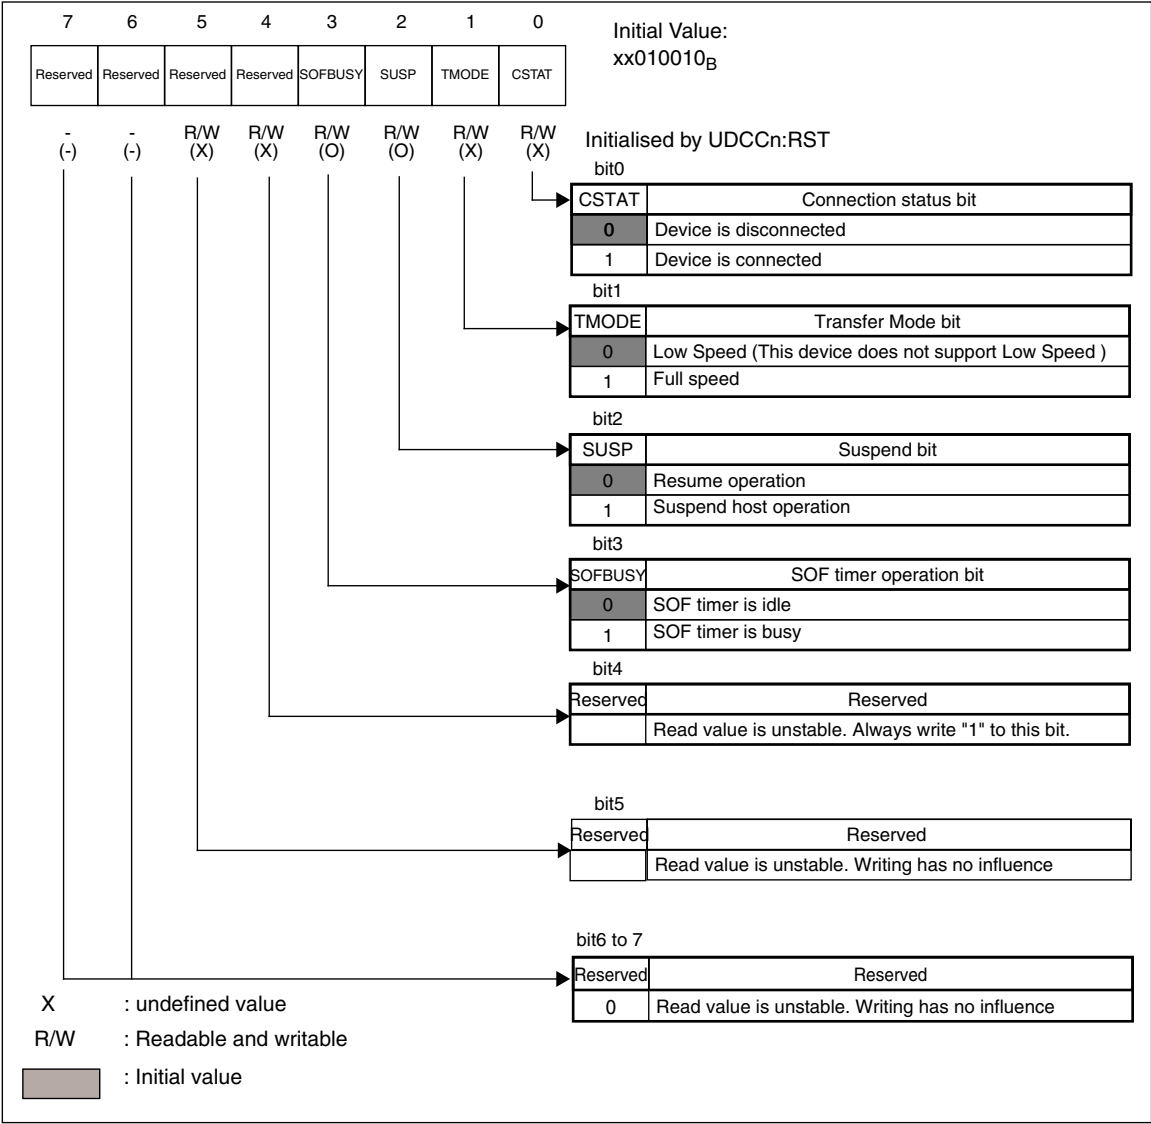 7 6 5 4 3 2 1 0
Initial Value:
xx010010B
Reserved Reserved Reserved Reserved SOFBUSY SUSP TMODE CSTAT
- - R/W R/W R/W R/W R/W R/W
(-) (-) (X) (X) (O) (O) (X) (X)
Initialised by UDCCn:RST
bit0
CSTAT Connection status bit
0 Device is disconnected
1 Device is connected
bit1
TMODE Transfer Mode bit
0 Low Speed (This device does not support Low Speed )
1 Full speed
bit2
SUSP Suspend bit
0 Resume operation
1 Suspend host operation
bit3
SOFBUSY SOF timer operation bit
0 SOF timer is idle
1 SOF timer is busy
bit4
Reserved Reserved
Read value is unstable. Always write "1" to this bit.
bit5
Reserved Reserved
Read value is unstable. Writing has no influence
bit6 to 7
Reserved Reserved
0 Read value is unstable. Writing has no influence
X : undefined value
R/W : Readable and writable
: Initial value